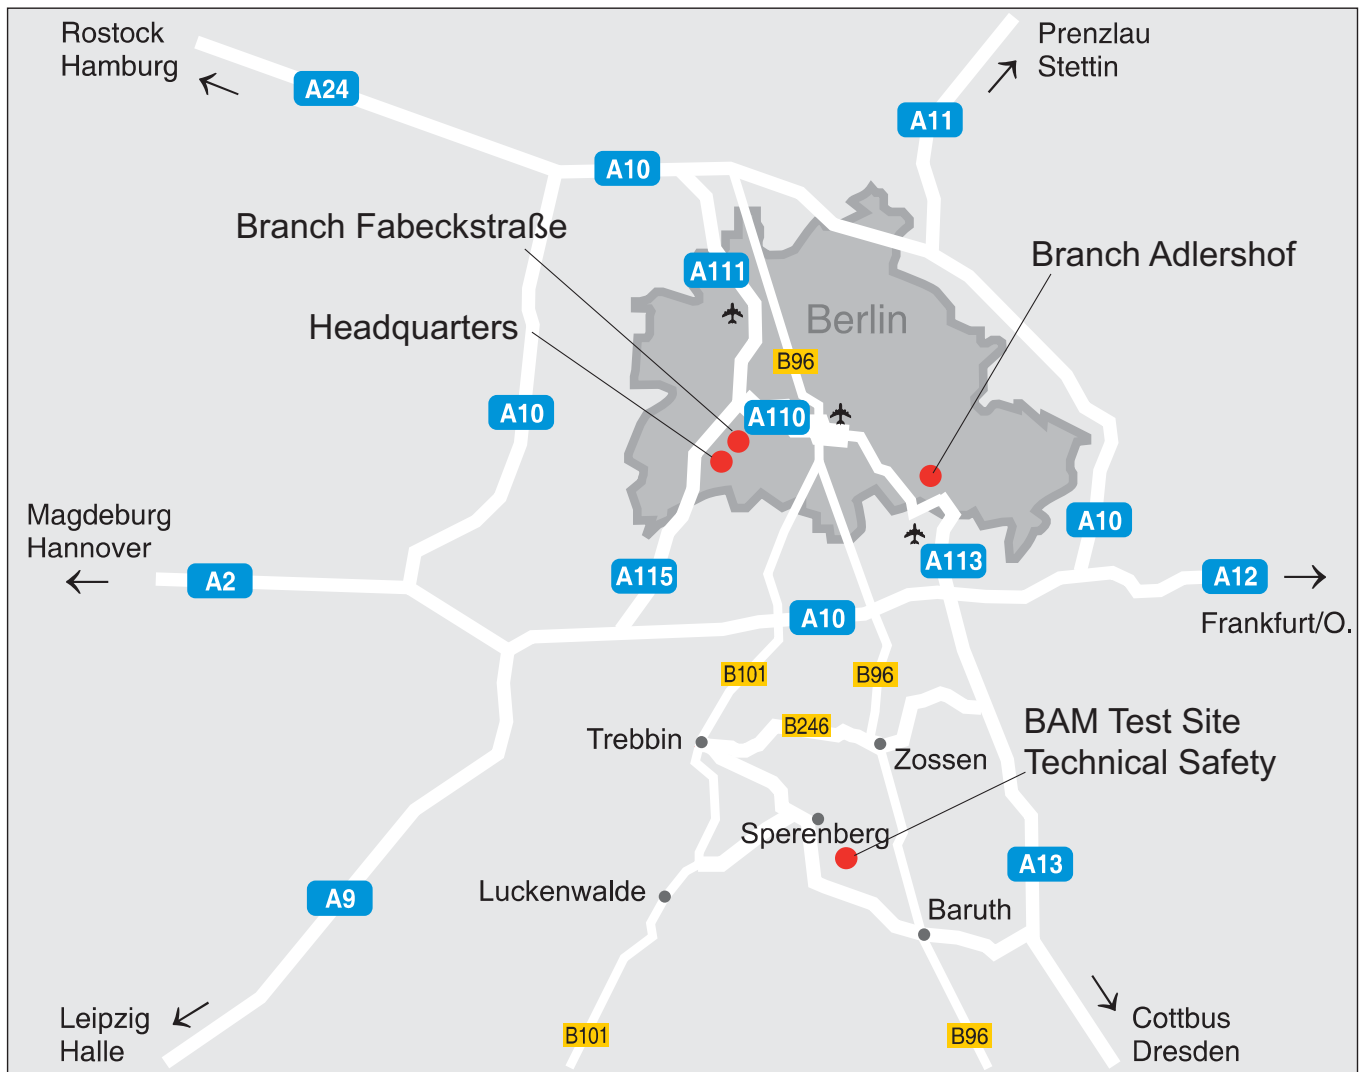 Rostock
Hamburg
Prenzlau
Stettin
A24
A11
A10
Branch Fabeckstraße
Branch Adlershof
A111
Headquarters
Berlin
B96
A10
A110
Magdeburg
Hannover
A10
A2
A115
A113
A12
A10
Frankfurt/O.
B101
B96
BAM Test Site
Technical Safety
B246
Trebbin
Zossen
Sperenberg
A13
Luckenwalde
A9
Baruth
Leipzig
Halle
Cottbus
Dresden
B101
B96